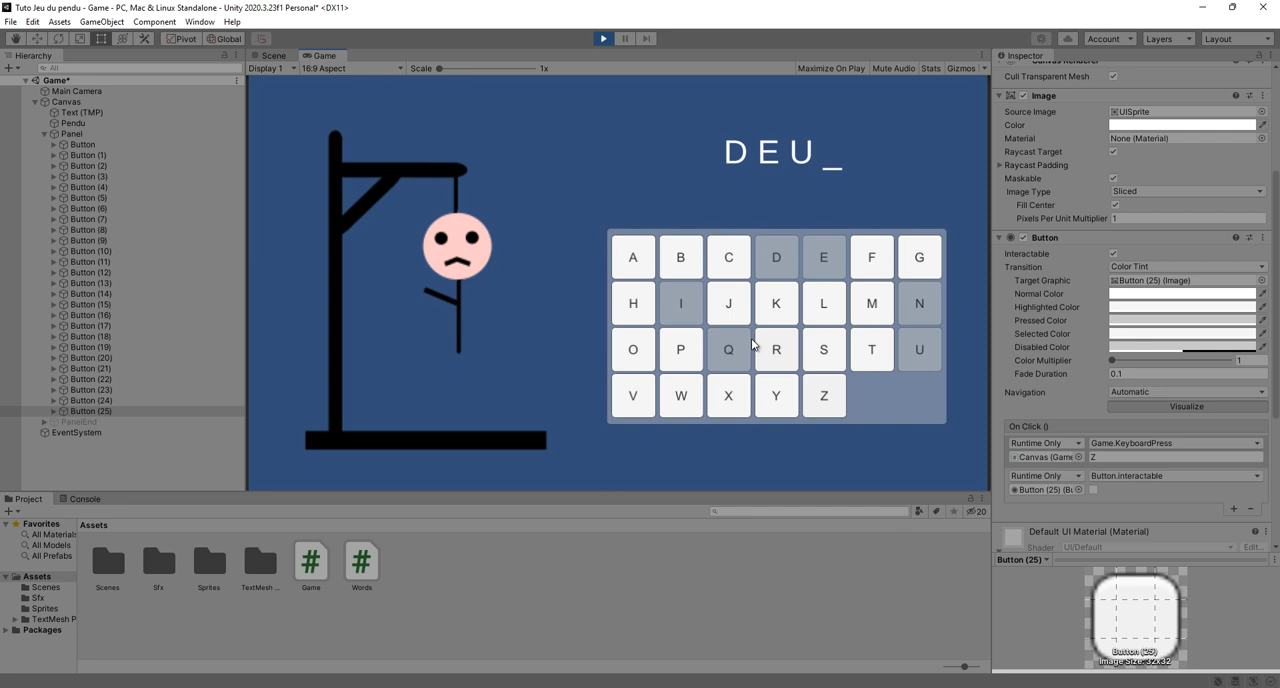 Tuto Jeu du pendu - Game - PC, Mac & Linux Standalone - Unity 2020.3.23f1 Personal* <DX11>
File Edit Assets GameObject Component Window Help
Pivot Global Account Layers Layout
Hierarchy
All
Game*
Main Camera
Canvas
Text (TMP)
Pendu
Panel
Button
Button (1)
Button (2)
Button (3)
Button (4)
Button (5)
Button (6)
Button (7)
Button (8)
Button (9)
Button (10)
Button (11)
Button (12)
Button (13)
Button (14)
Button (15)
Button (16)
Button (17)
Button (18)
Button (19)
Button (20)
Button (21)
Button (22)
Button (23)
Button (24)
Button (25)
PanelEnd
EventSystem
Scene Game
Display 1 16:9 Aspect Scale 1x Maximize On Play Mute Audio Stats Gizmos
D E U _
A B C D E F G
H I J K L M N
O P Q R S T U
V W X Y Z
Inspector
Canvas Renderer
Cull Transparent Mesh
Image
Source Image UISprite
Color
Material None (Material)
Raycast Target
Raycast Padding
Maskable
Image Type Sliced
Fill Center
Pixels Per Unit Multiplier 1
Button
Interactable
Transition Color Tint
Target Graphic Button (25) (Image)
Normal Color
Highlighted Color
Pressed Color
Selected Color
Disabled Color
Color Multiplier 1
Fade Duration 0.1
Navigation Automatic
Visualize
On Click ()
Runtime Only Game.KeyboardPress
Canvas (Game Z
Runtime Only Button.interactable
Button (25) (Bu
Default UI Material (Material)
Shader UI/Default Edit...
Button (25)
Button (25)
Image Size: 32x32
Project Console
20
Favorites
All Materials
All Models
All Prefabs
Assets
Scenes
Sfx
Sprites
TextMesh P
Packages
Assets
Scenes Sfx Sprites TextMesh ... Game Words